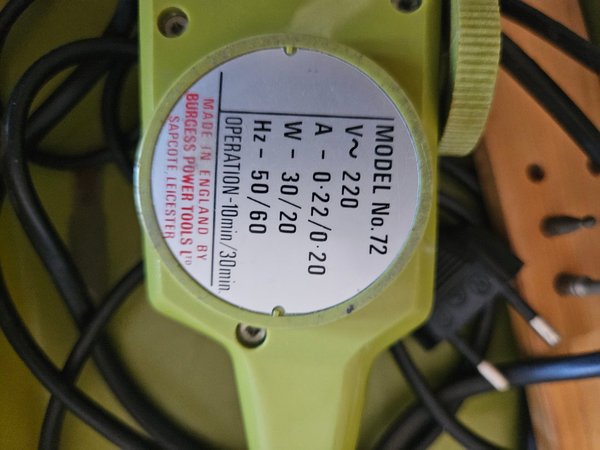 MODEL No. 72
V~ 220
A - 0·22/0·20
W - 30/20
Hz - 50/60
OPERATION-10min/30min.
MADE IN ENGLAND BY
BURGESS POWER TOOLS LTD
SAPCOTE, LEICESTER